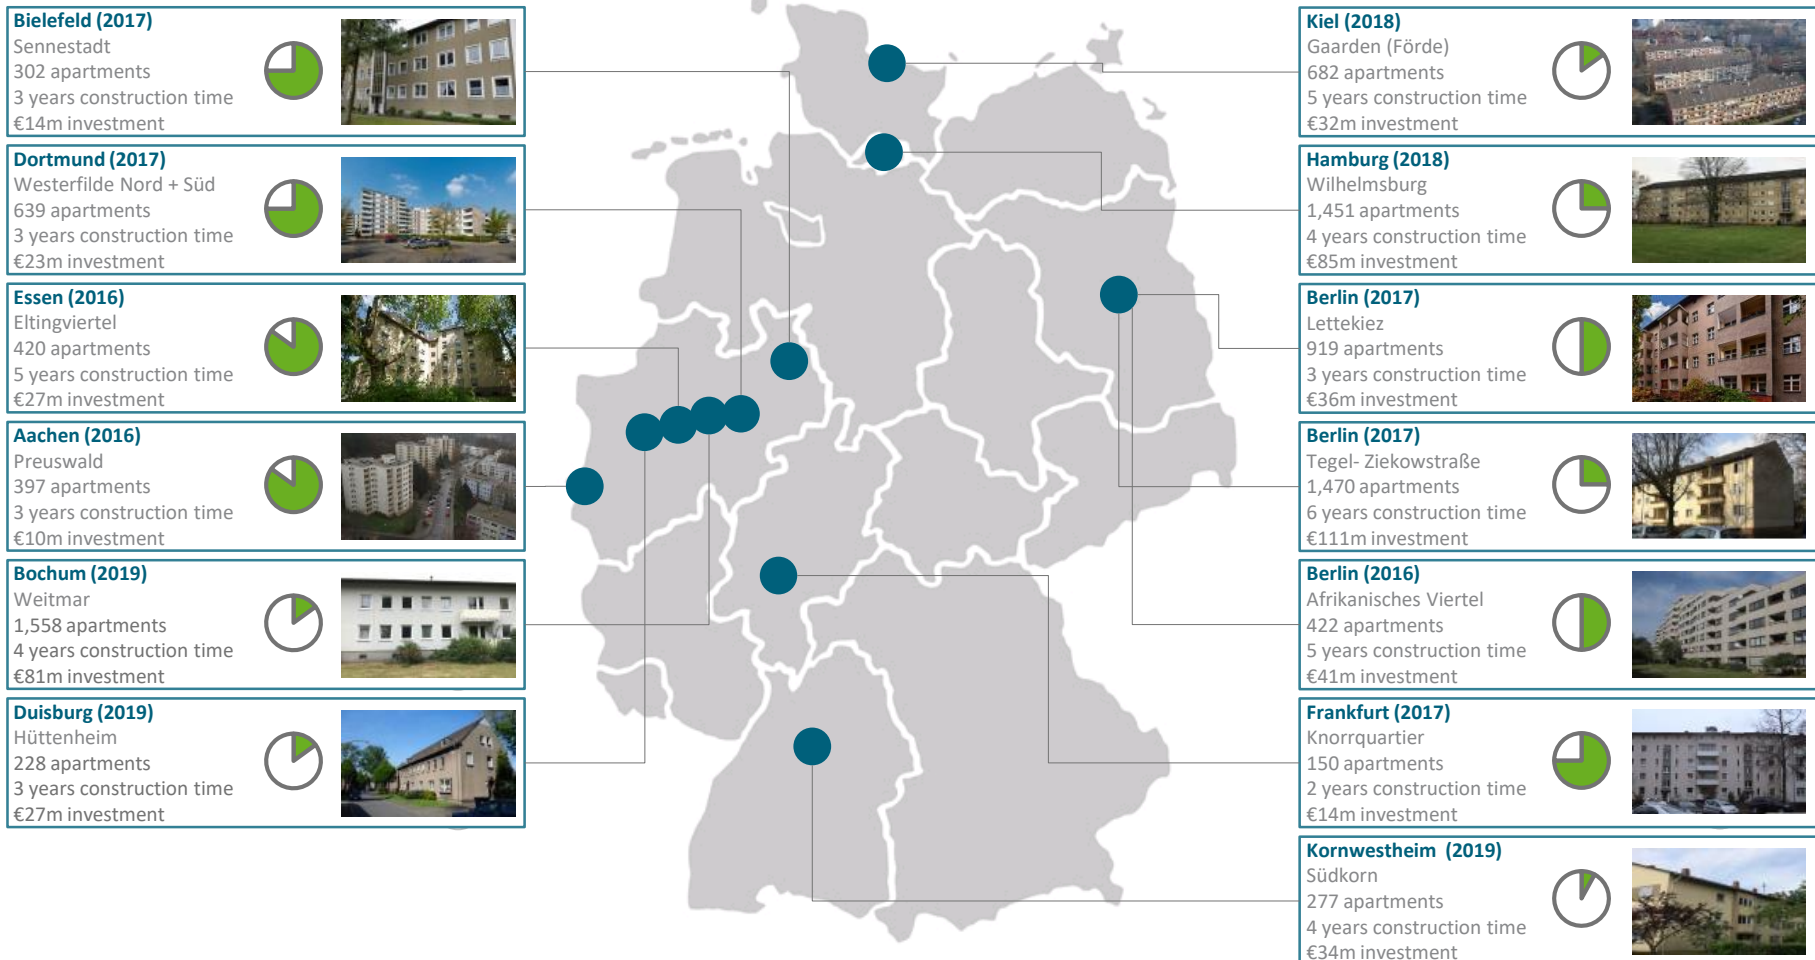 Bielefeld (2017)
Sennestadt
302 apartments
3 years construction time
€14m investment
Dortmund (2017)
Westerfilde Nord + Süd
639 apartments
3 years construction time
€23m investment
Essen (2016)
Eltingviertel
420 apartments
5 years construction time
€27m investment
Aachen (2016)
Preuswald
397 apartments
3 years construction time
€10m investment
Bochum (2019)
Weitmar
1,558 apartments
4 years construction time
€81m investment
Duisburg (2019)
Hüttenheim
228 apartments
3 years construction time
€27m investment
Kiel (2018)
Gaarden (Förde)
682 apartments
5 years construction time
€32m investment
Hamburg (2018)
Wilhelmsburg
1,451 apartments
4 years construction time
€85m investment
Berlin (2017)
Lettekiez
919 apartments
3 years construction time
€36m investment
Berlin (2017)
Tegel- Ziekowstraße
1,470 apartments
6 years construction time
€111m investment
Berlin (2016)
Afrikanisches Viertel
422 apartments
5 years construction time
€41m investment
Frankfurt (2017)
Knorrquartier
150 apartments
2 years construction time
€14m investment
Kornwestheim (2019)
Südkorn
277 apartments
4 years construction time
€34m investment